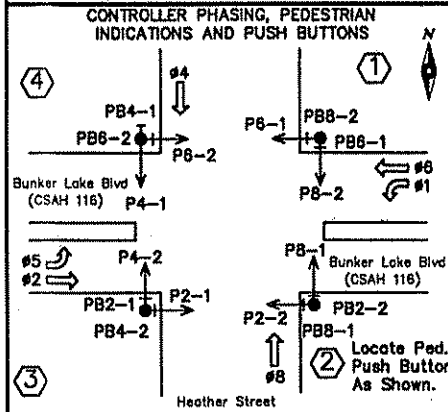 CONTROLLER PHASING, PEDESTRIAN
INDICATIONS AND PUSH BUTTONS
N
4
ø4
1
PB4-1
PB6-2
P6-2
P4-1
P6-1
PB8-2
PB6-1
P8-2
ø6
ø1
Bunker Lake Blvd
(CSAH 116)
ø5
ø2
P4-2
PB2-1
P2-1
PB4-2
P8-1
Bunker Lake Blvd
(CSAH 116)
P2-2
PB2-2
PB8-1
ø8
3
2
Locate Ped.
Push Button
As Shown.
Heather Street